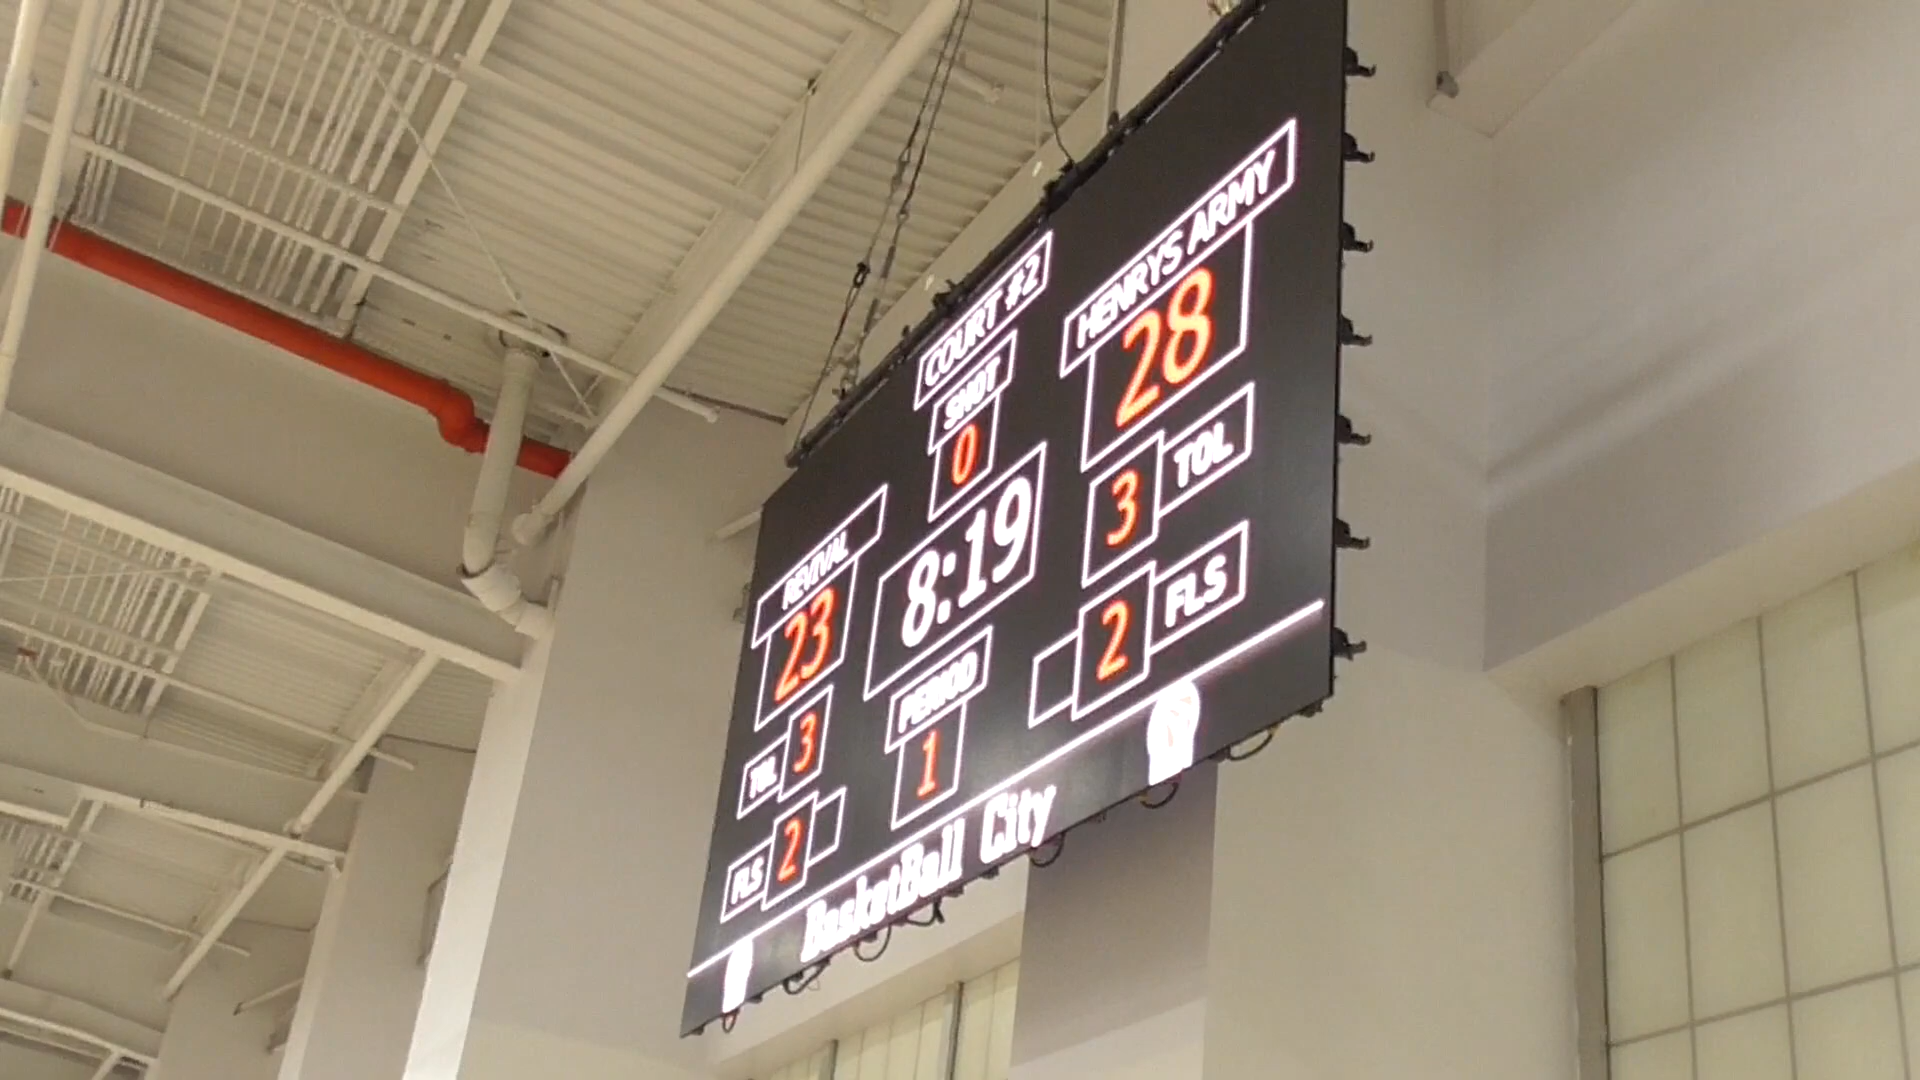 COURT #2
SHOT
0
8:19
PERIOD
1
REVIVAL
23
TOL 3
FLS 2
HENRYS ARMY
28
3 TOL
2 FLS
BasketBall City